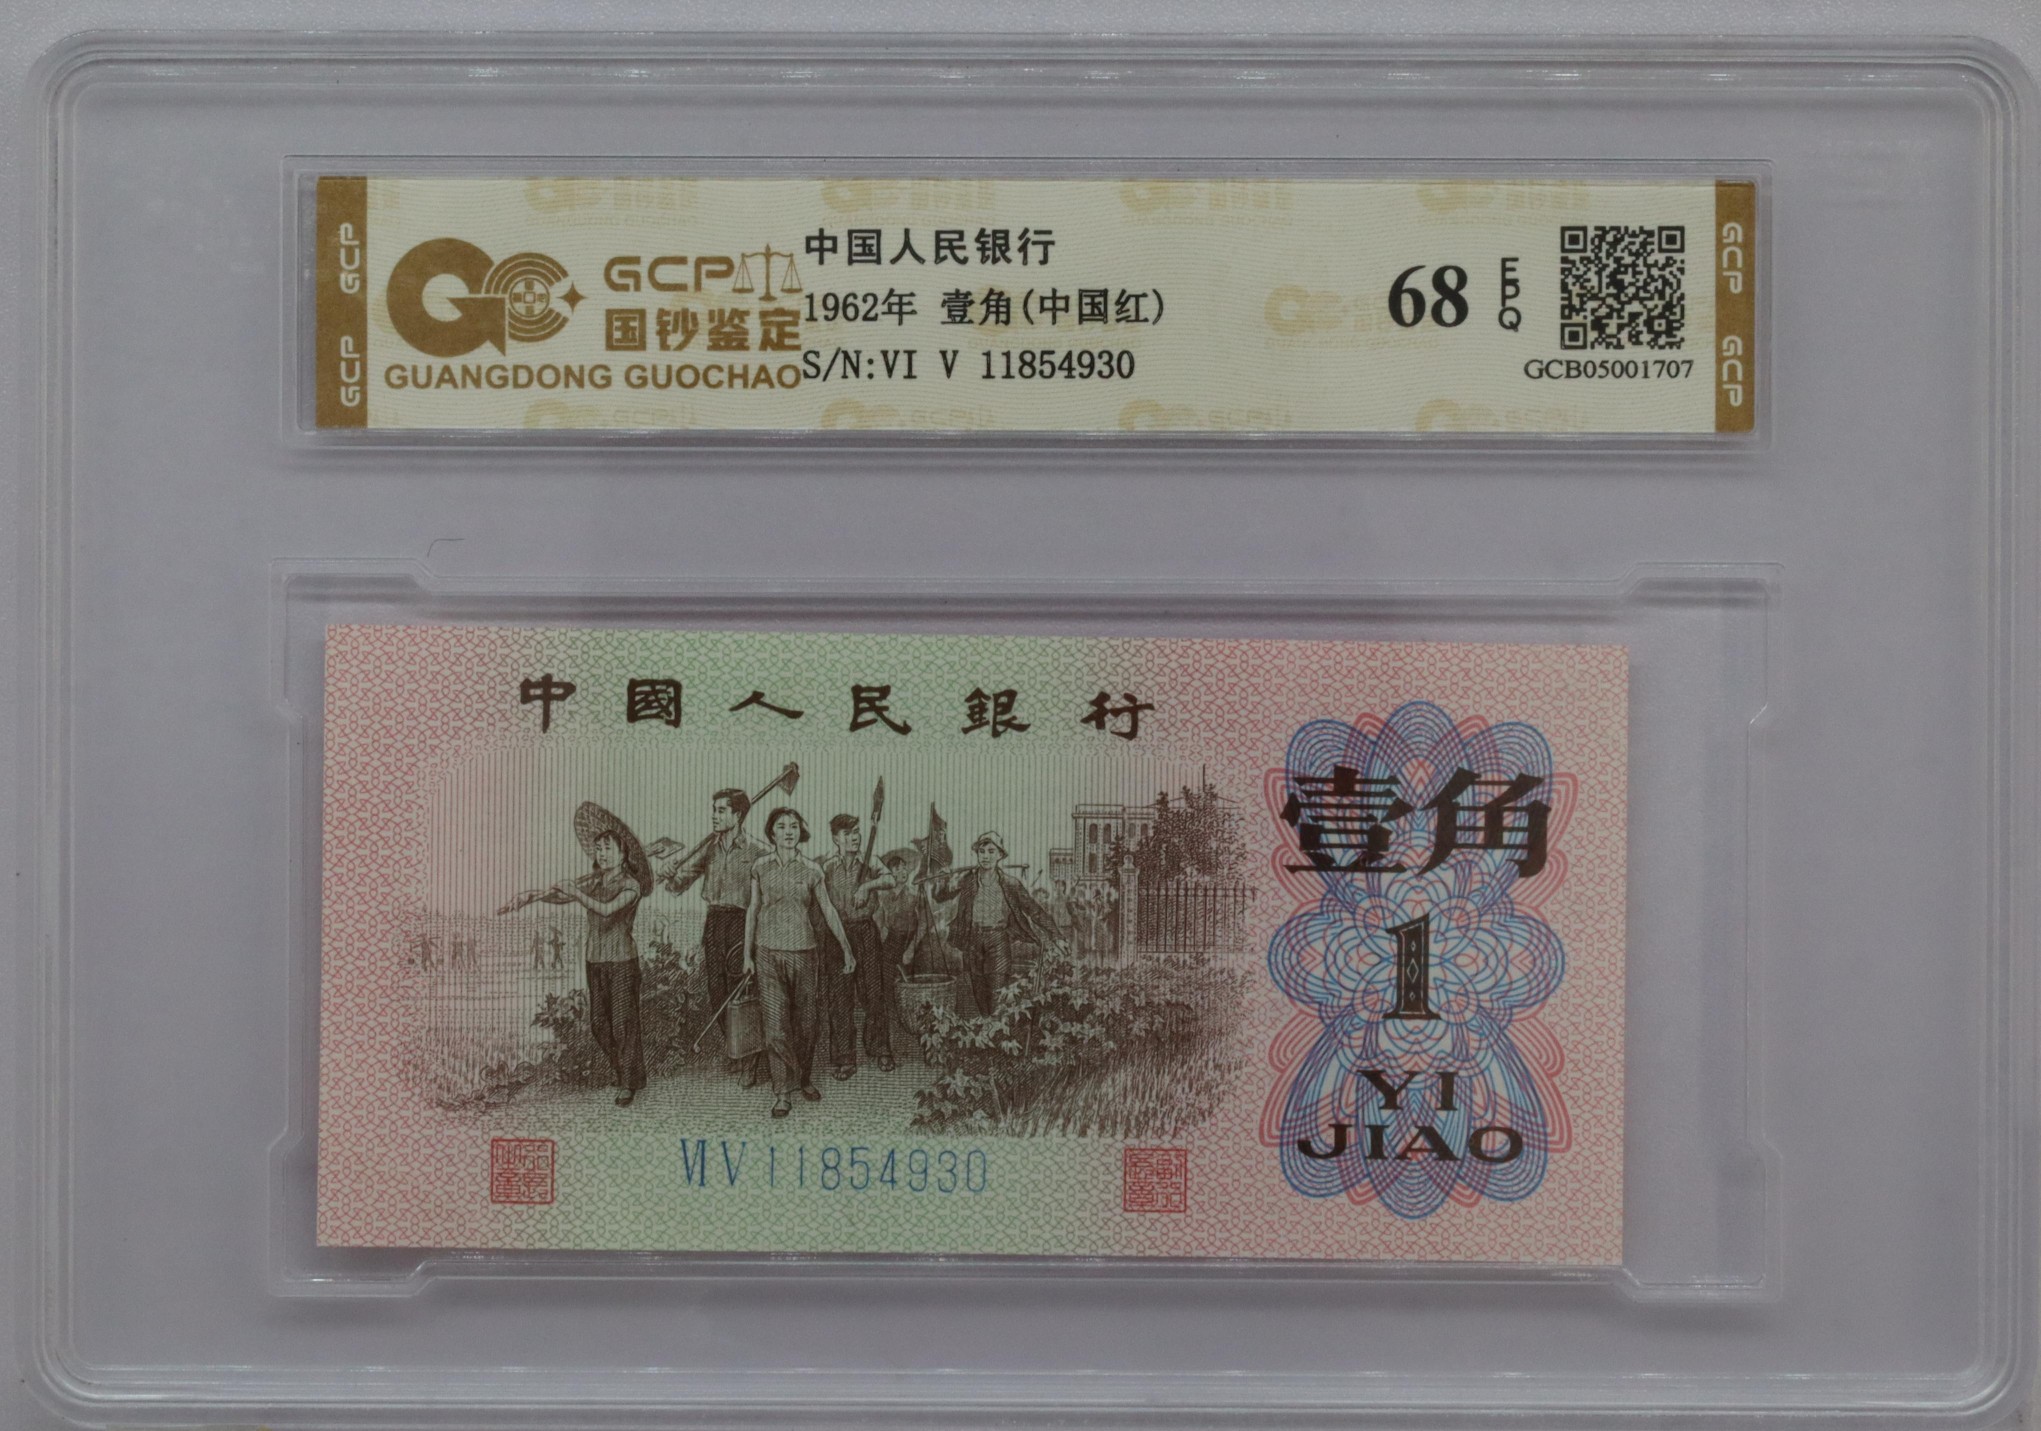 GCP
国钞鉴定
GUANGDONG GUOCHAO
中国人民银行
1962年 壹角(中国红)
S/N:VI V 11854930
68 EPQ
GCB05001707
GCP
GCP
GCP
GCP
中國人民銀行
壹角
1
YI
JIAO
VI V 11854930